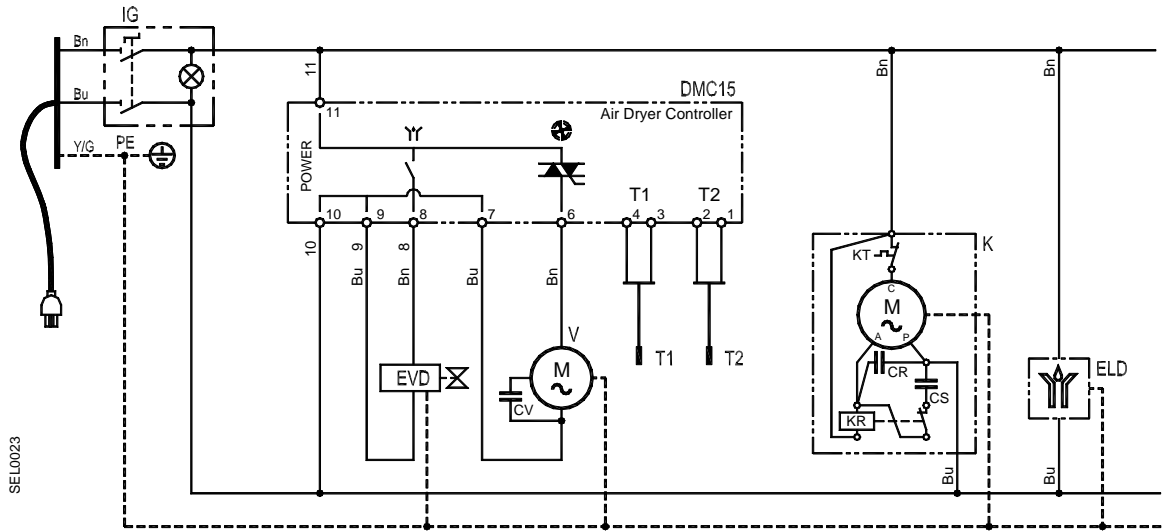 IG
Bn
Bu
Y/G
PE
11
DMC15
11
Air Dryer Controller
POWER
T1
T2
10
9
8
7
6
4
3
2
1
10
9
8
Bu
Bn
Bu
Bn
EVD
V
M
CV
T1
T2
Bn
K
KT
C
M
A
P
CR
CS
KR
Bu
Bn
ELD
Bu
SEL0023